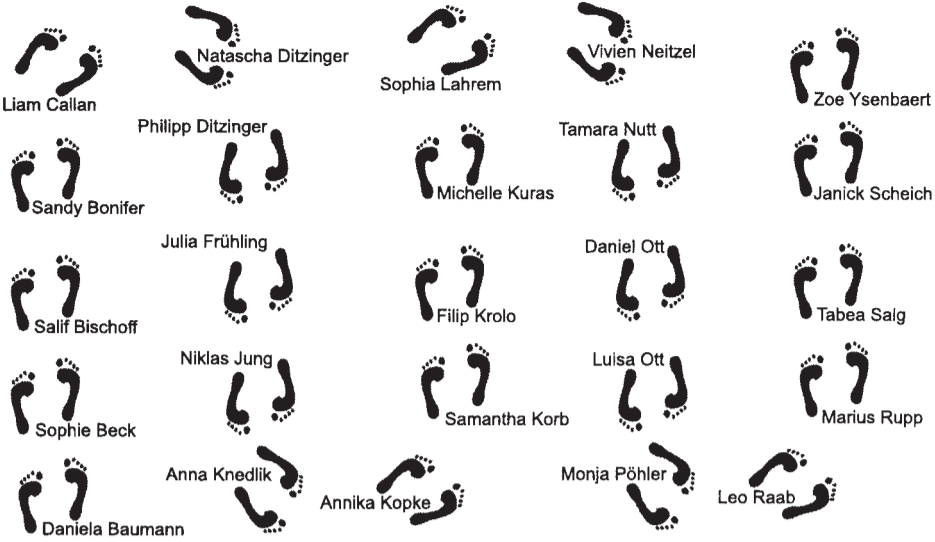 Liam Callan
Natascha Ditzinger
Sophia Lahrem
Vivien Neitzel
Zoe Ysenbaert
Sandy Bonifer
Philipp Ditzinger
Michelle Kuras
Tamara Nutt
Janick Scheich
Salif Bischoff
Julia Frühling
Filip Krolo
Daniel Ott
Tabea Saig
Sophie Beck
Niklas Jung
Samantha Korb
Luisa Ott
Marius Rupp
Daniela Baumann
Anna Knedlik
Annika Kopke
Monja Pöhler
Leo Raab